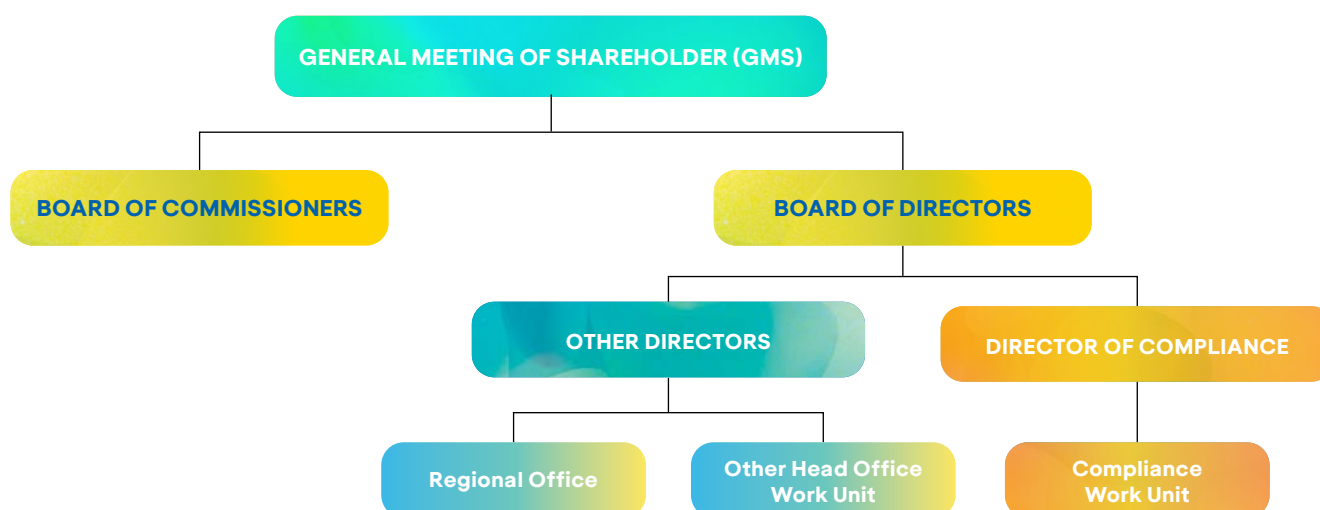 GENERAL MEETING OF SHAREHOLDER (GMS)
BOARD OF COMMISSIONERS
BOARD OF DIRECTORS
OTHER DIRECTORS
DIRECTOR OF COMPLIANCE
Regional Office
Other Head Office
Work Unit
Compliance
Work Unit